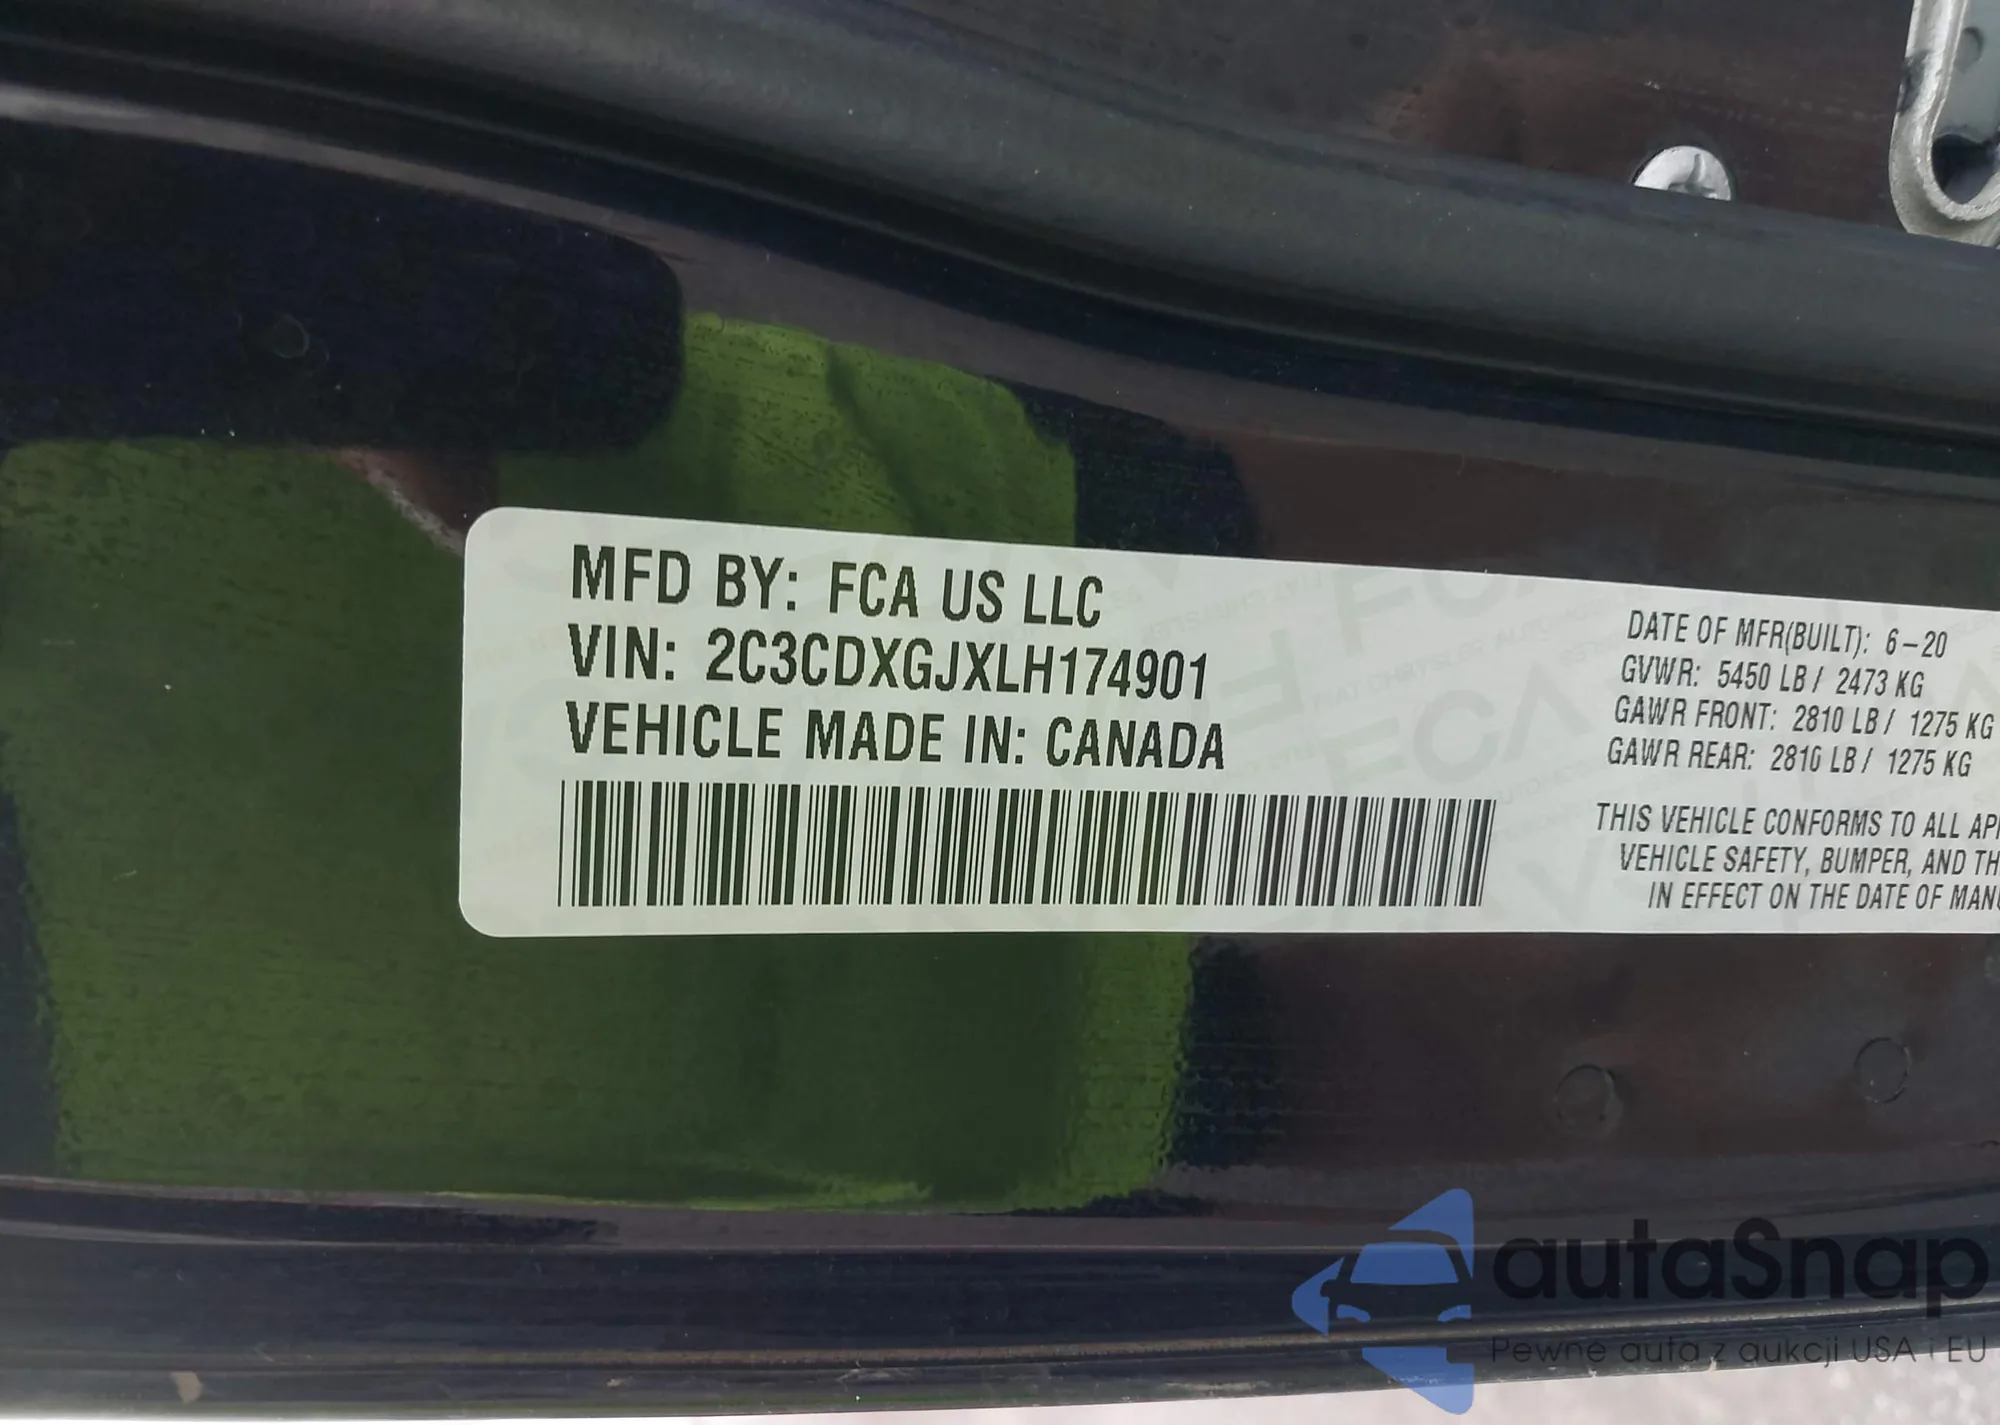 MFD BY: FCA US LLC
VIN: 2C3CDXGJXLH174901
VEHICLE MADE IN: CANADA
DATE OF MFR(BUILT): 6-20
GVWR: 5450 LB / 2473 KG
GAWR FRONT: 2810 LB / 1275 KG
GAWR REAR: 2810 LB / 1275 KG
THIS VEHICLE CONFORMS TO ALL
VEHICLE SAFETY, BUMPER, AND
IN EFFECT ON THE DATE OF
autaSnap
Pewne auta z aukcji USA i EU